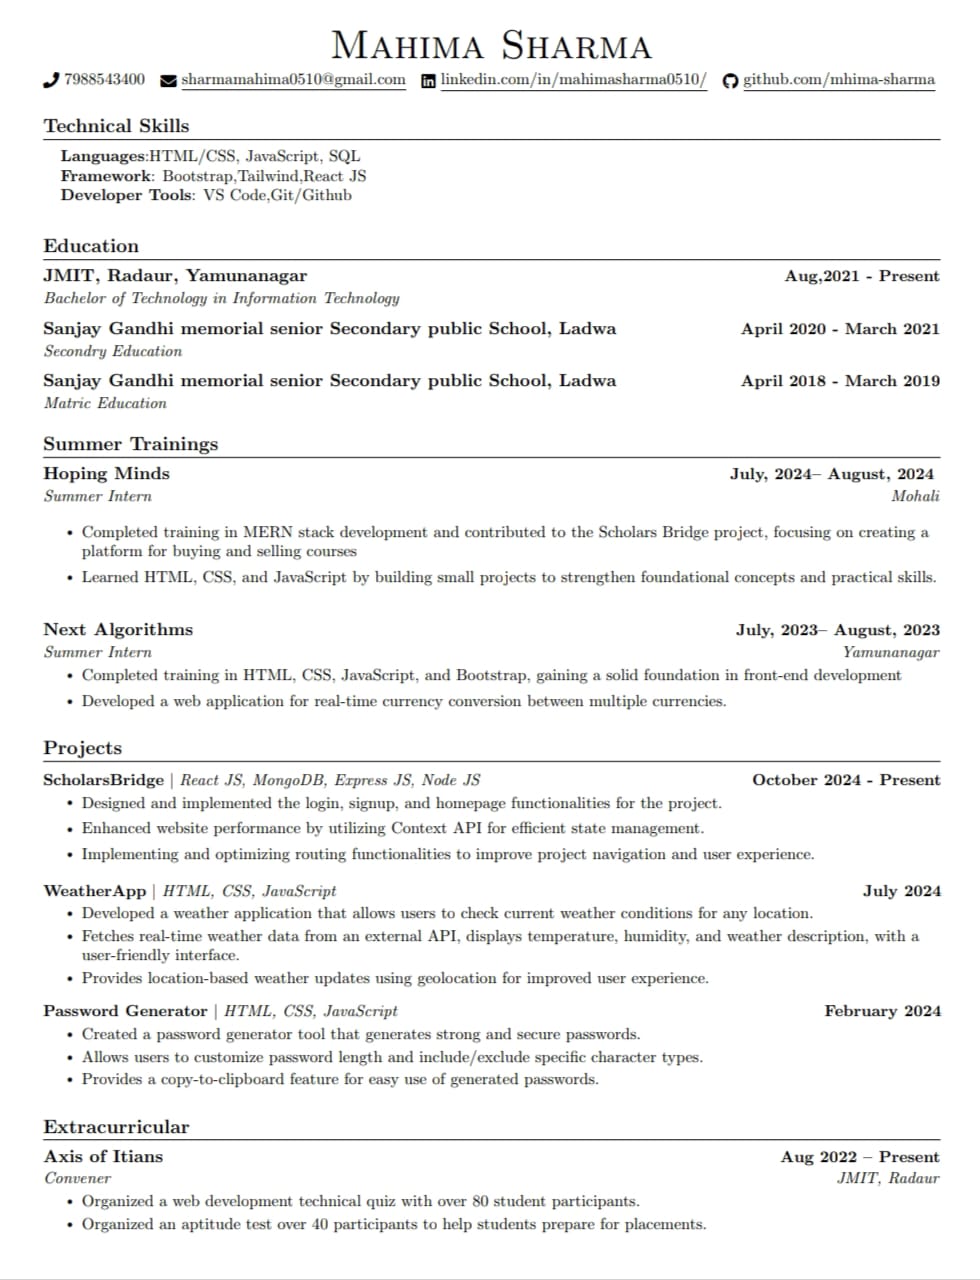 Mahima Sharma
7988543400 sharmamahima0510@gmail.com linkedin.com/in/mahimasharma0510/ github.com/mhima-sharma
Technical Skills
Languages:HTML/CSS, JavaScript, SQL
Framework: Bootstrap,Tailwind,React JS
Developer Tools: VS Code,Git/Github
Education
JMIT, Radaur, Yamunanagar Aug,2021 - Present
Bachelor of Technology in Information Technology
Sanjay Gandhi memorial senior Secondary public School, Ladwa April 2020 - March 2021
Secondry Education
Sanjay Gandhi memorial senior Secondary public School, Ladwa April 2018 - March 2019
Matric Education
Summer Trainings
Hoping Minds July, 2024– August, 2024
Summer Intern Mohali
• Completed training in MERN stack development and contributed to the Scholars Bridge project, focusing on creating a
platform for buying and selling courses
• Learned HTML, CSS, and JavaScript by building small projects to strengthen foundational concepts and practical skills.
Next Algorithms July, 2023– August, 2023
Summer Intern Yamunanagar
• Completed training in HTML, CSS, JavaScript, and Bootstrap, gaining a solid foundation in front-end development
• Developed a web application for real-time currency conversion between multiple currencies.
Projects
ScholarsBridge | React JS, MongoDB, Express JS, Node JS October 2024 - Present
• Designed and implemented the login, signup, and homepage functionalities for the project.
• Enhanced website performance by utilizing Context API for efficient state management.
• Implementing and optimizing routing functionalities to improve project navigation and user experience.
WeatherApp | HTML, CSS, JavaScript July 2024
• Developed a weather application that allows users to check current weather conditions for any location.
• Fetches real-time weather data from an external API, displays temperature, humidity, and weather description, with a
user-friendly interface.
• Provides location-based weather updates using geolocation for improved user experience.
Password Generator | HTML, CSS, JavaScript February 2024
• Created a password generator tool that generates strong and secure passwords.
• Allows users to customize password length and include/exclude specific character types.
• Provides a copy-to-clipboard feature for easy use of generated passwords.
Extracurricular
Axis of Itians Aug 2022 – Present
Convener JMIT, Radaur
• Organized a web development technical quiz with over 80 student participants.
• Organized an aptitude test over 40 participants to help students prepare for placements.